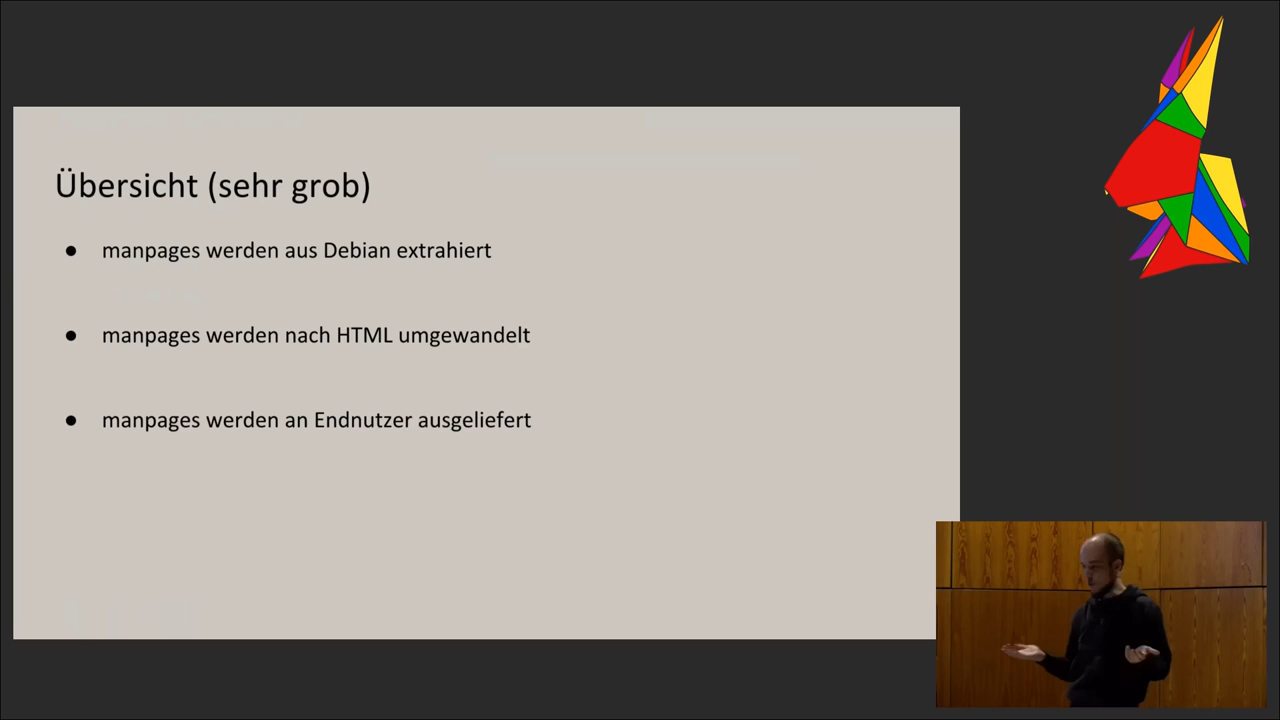 Übersicht (sehr grob)
● manpages werden aus Debian extrahiert
● manpages werden nach HTML umgewandelt
● manpages werden an Endnutzer ausgeliefert